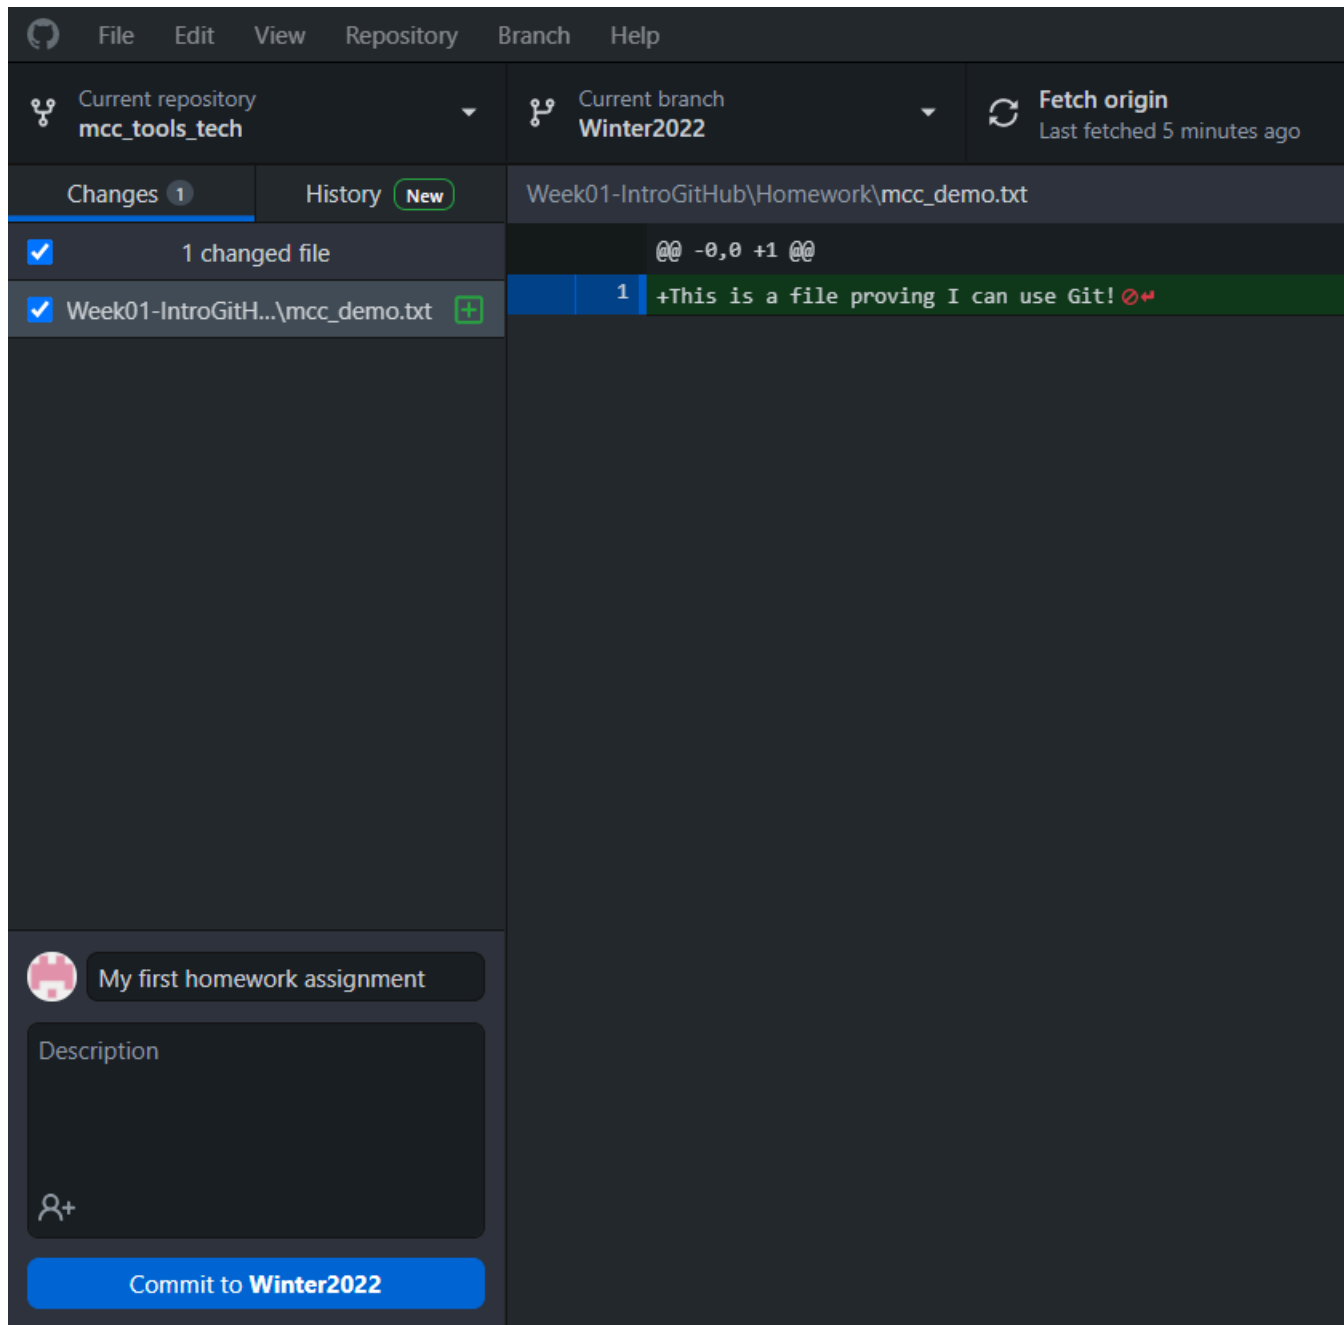 File Edit View Repository Branch Help
Current repository
mcc_tools_tech
Current branch
Winter2022
Fetch origin
Last fetched 5 minutes ago
Changes 1
History New
Week01-IntroGitHub\Homework\mcc_demo.txt
1 changed file
Week01-IntroGitH...\mcc_demo.txt
@@ -0,0 +1 @@
1 +This is a file proving I can use Git!
My first homework assignment
Description
Commit to Winter2022